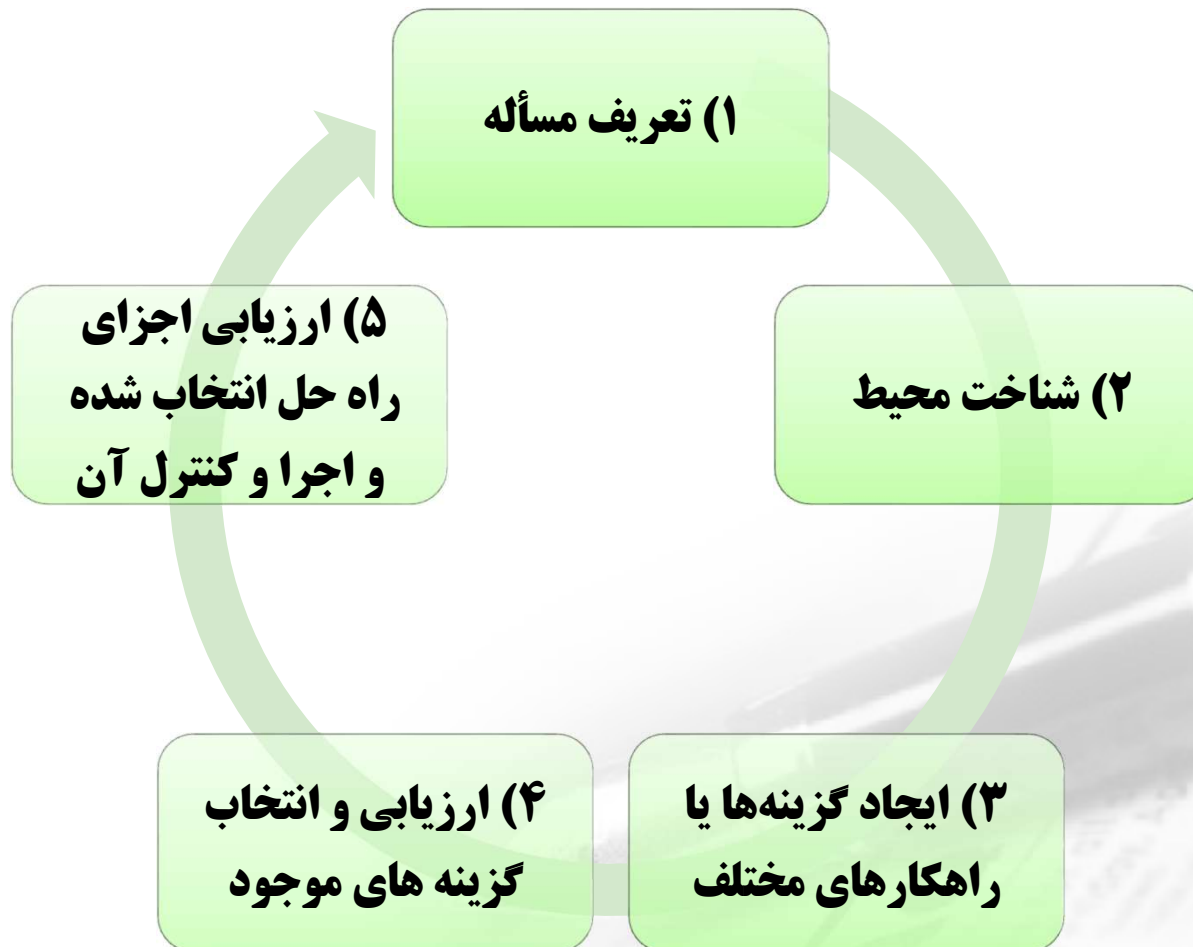 ۱) تعریف مسأله
۲) شناخت محیط
۳) ایجاد گزینه‌ها یا
راهکارهای مختلف
۴) ارزیابی و انتخاب
گزینه های موجود
۵) ارزیابی اجزای
راه حل انتخاب شده
و اجرا و کنترل آن